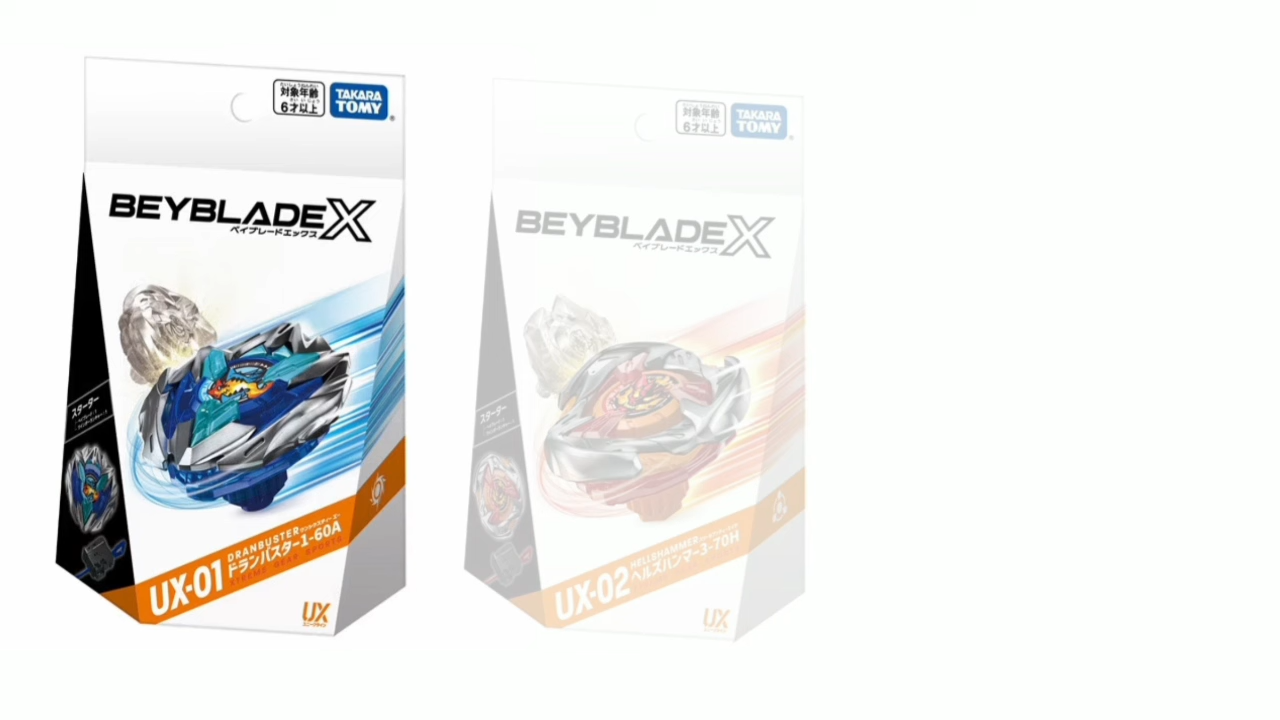 対象年齢
6才以上
TAKARA
TOMY
BEYBLADE X
ベイブレードエックス
スターター
DRANBUSTER
UX-01 ドランバスター1-60A
XTREME GEAR SPORTS
UX
対象年齢
6才以上
TAKARA
TOMY
BEYBLADE X
ベイブレードエックス
スターター
HELLSHAMMER
UX-02 ヘルズハンマー3-70H
UX